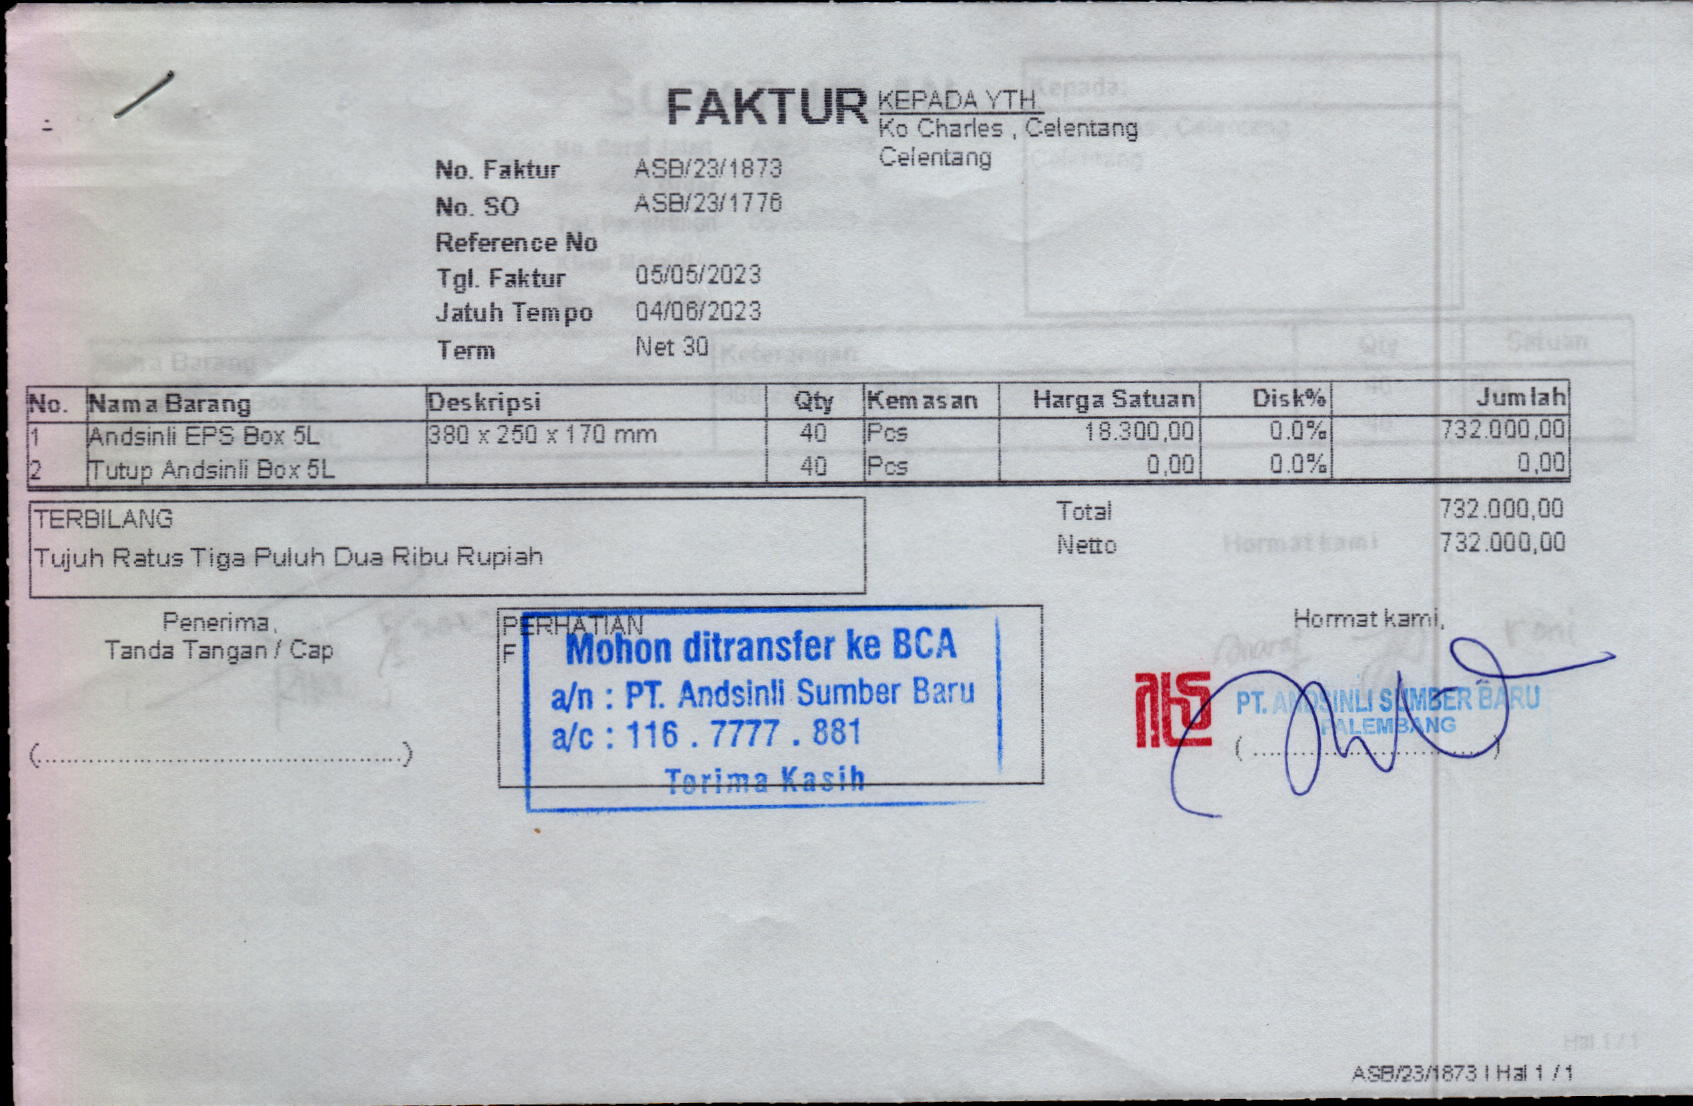 FAKTUR
KEPADA YTH
Ko Charles , Celentang
Celentang
No. Faktur ASB/23/1873
No. SO ASB/23/1776
Reference No
Tgl. Faktur 05/05/2023
Jatuh Tempo 04/06/2023
Term Net 30
No. Nama Barang Deskripsi Qty Kemasan Harga Satuan Disk% Jumlah
1 Andsinli EPS Box 5L 380 x 250 x 170 mm 40 Pcs 18.300,00 0.0% 732.000,00
2 Tutup Andsinli Box 5L 40 Pcs 0,00 0.0% 0,00
TERBILANG
Tujuh Ratus Tiga Puluh Dua Ribu Rupiah
Total 732.000,00
Netto 732.000,00
Penerima,
Tanda Tangan / Cap
(....................................................)
PERHATIAN
F
Mohon ditransfer ke BCA
a/n : PT. Andsinli Sumber Baru
a/c : 116 . 7777 . 881
Terima Kasih
Hormat kami,
PT. ANDSINLI SUMBER BARU
PALEMBANG
(....................................)
ASB/23/1873 | Hal 1 / 1